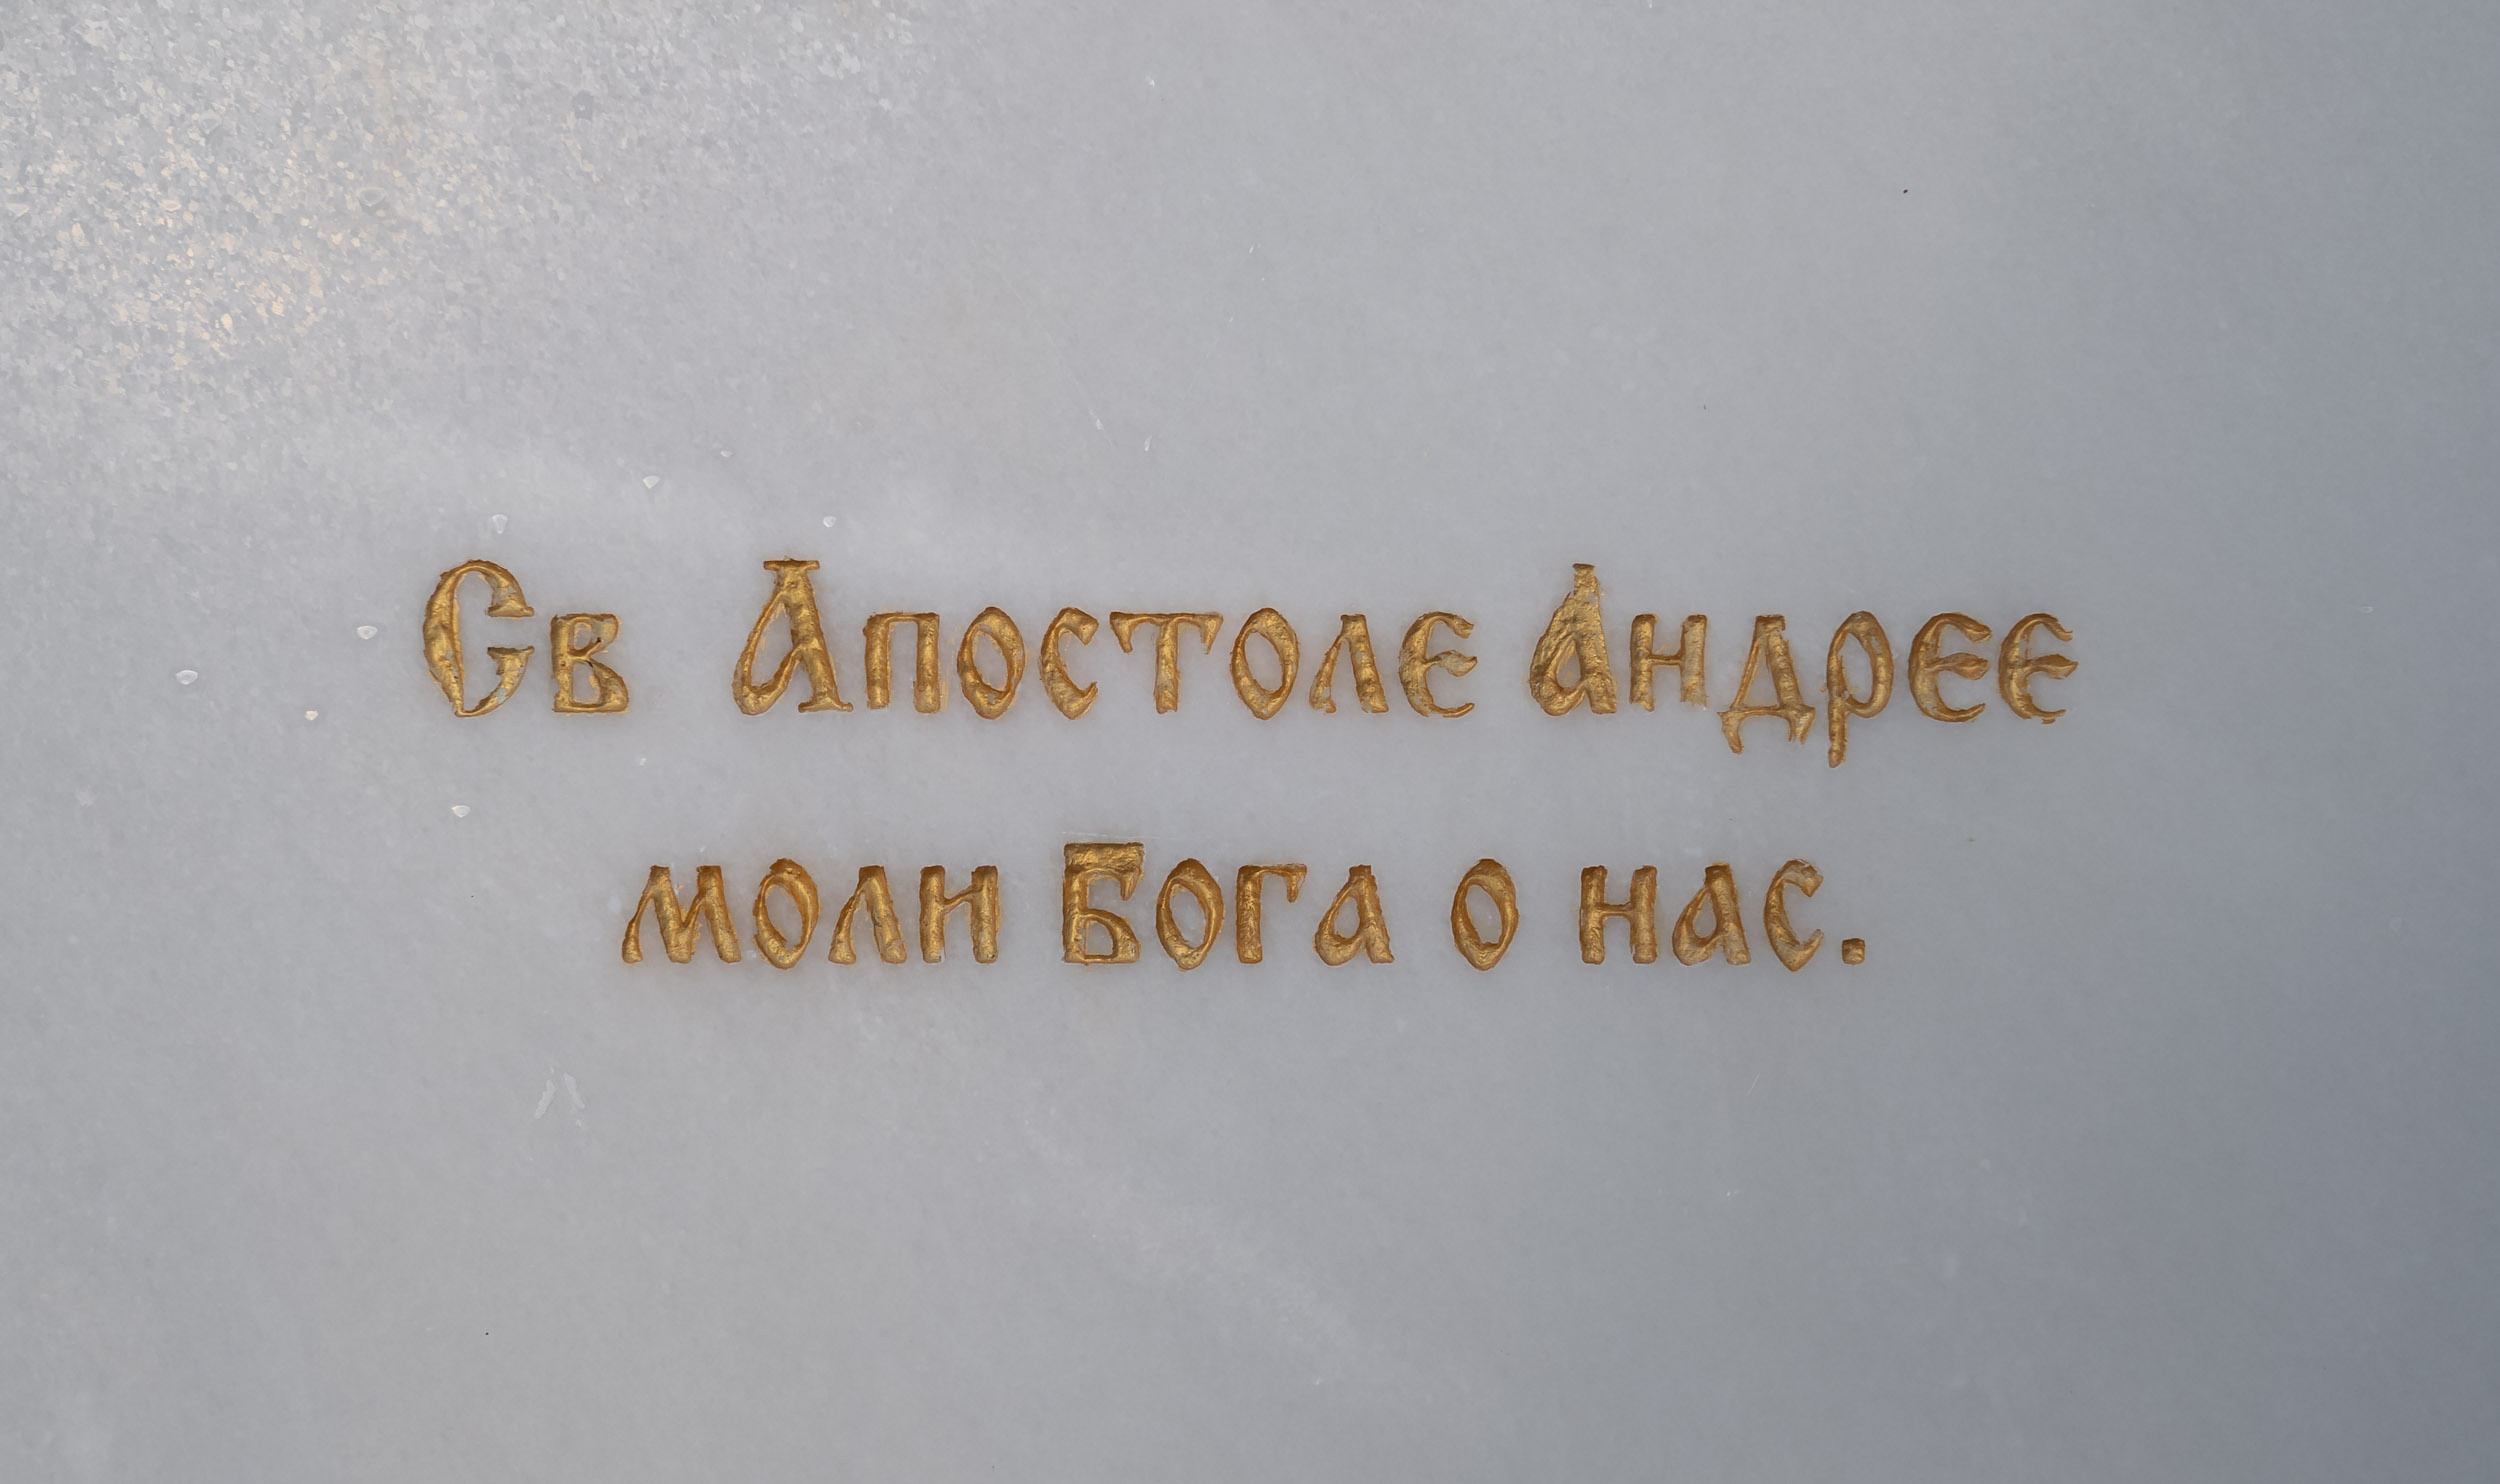 Св Апостоле Андрее
моли Бога о нас.